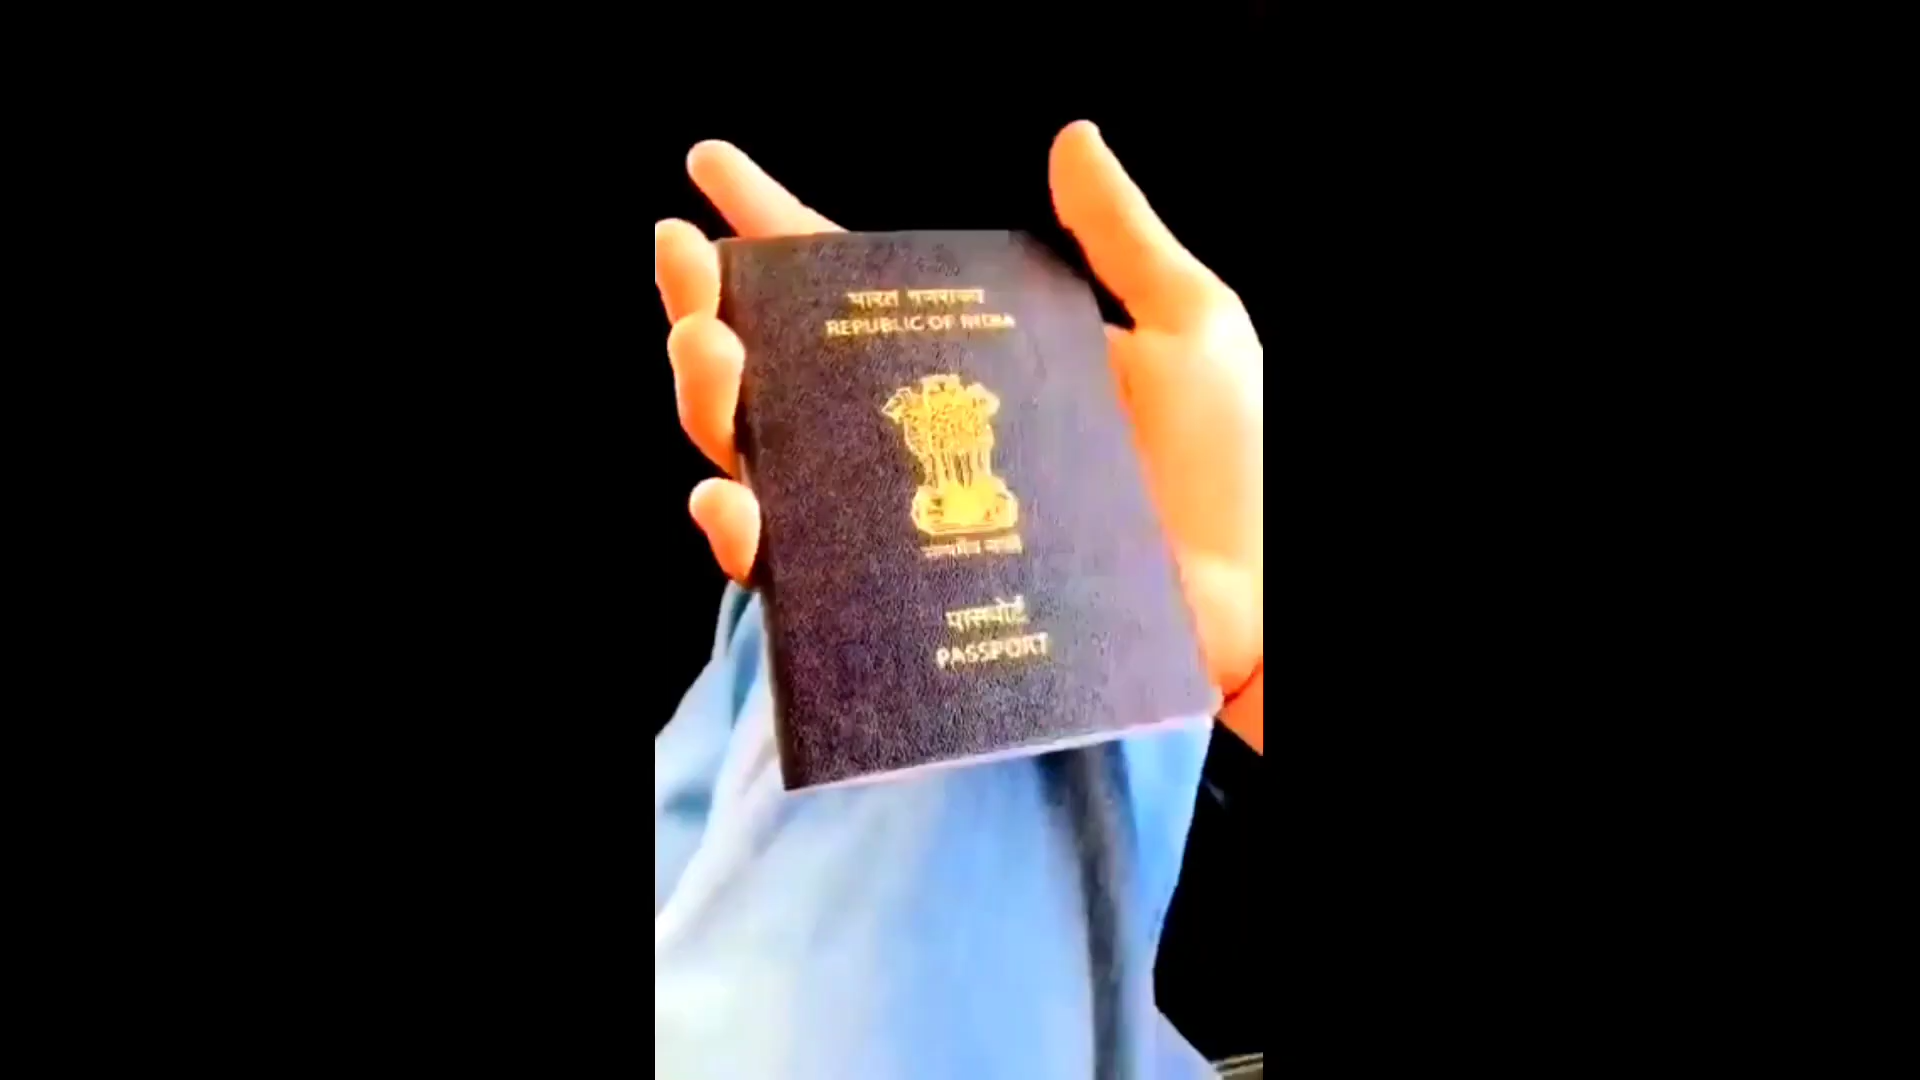 भारत गणराज्य
REPUBLIC OF INDIA
पासपोर्ट
PASSPORT